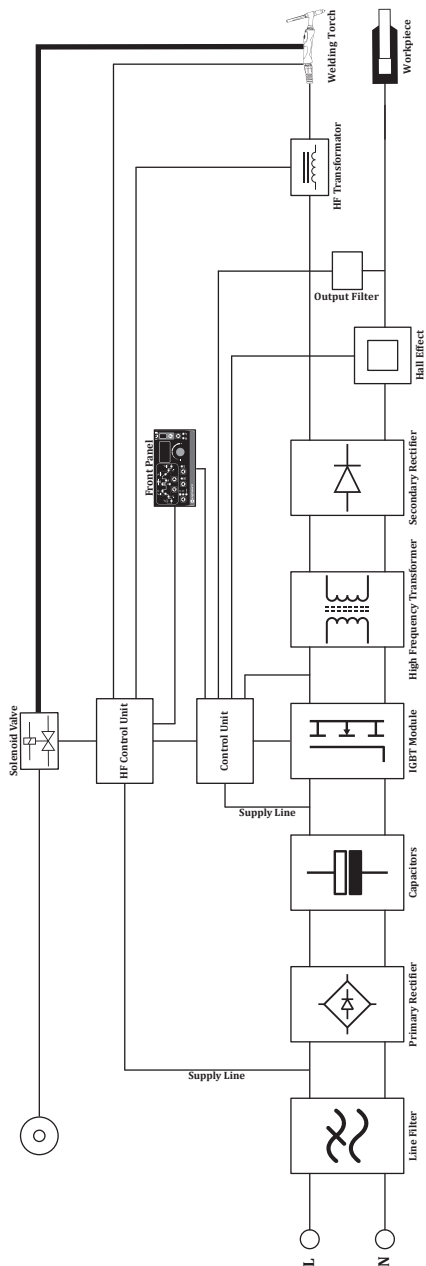 Solenoid Valve
Welding Torch
Workpiece
HF Transformator
Output Filter
Hall Effect
Front Panel
Secondary Rectifier
High Frequency Transformer
HF Control Unit
Control Unit
IGBT Module
Supply Line
Capacitors
Primary Rectifier
Supply Line
Line Filter
L
N